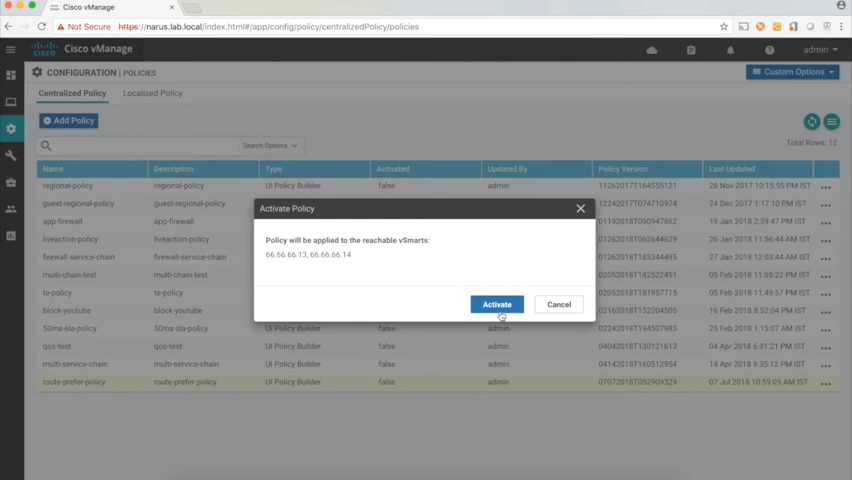 Cisco vManage
Not Secure https://narus.lab.local/index.html#/app/config/policy/centralizedPolicy/policies
CISCO Cisco vManage admin
CONFIGURATION | POLICIES Custom Options
Centralized Policy Localized Policy
Add Policy
Search Options
Total Rows: 12
Name Description Type Activated Updated By Policy Version Last Updated
regional-policy regional-policy UI Policy Builder false admin 11262017T164555121 26 Nov 2017 10:15:55 PM IST
guest-regional-policy guest-regional-policy UI Policy Builder false admin 12242017T074710974 24 Dec 2017 1:17:10 PM IST
app-firewall app-firewall 01192018T090947862 19 Jan 2018 2:39:47 PM IST
liveaction-policy liveaction-policy 01262018T062644629 26 Jan 2018 11:56:44 AM IST
firewall-service-chain firewall-service-chain 01262018T183344495
multi-chain-test multi-chain-test 02052018T182522451 05 Feb 2018 11:55:22 PM IST
te-policy te-policy 02052018T181957715 05 Feb 2018 11:49:57 PM IST
block-youtube block-youtube 02162018T152204505 16 Feb 2018 8:52:04 PM IST
50ms-sla-policy 50ms-sla-policy UI Policy Builder false admin 02242018T194507985 25 Feb 2018 1:15:07 AM IST
qos-test qos-test UI Policy Builder false admin 04042018T130121613 04 Apr 2018 6:31:21 PM IST
multi-service-chain multi-service-chain UI Policy Builder false admin 04142018T160512954 14 Apr 2018 9:35:12 PM IST
route-prefer-policy route-prefer-policy UI Policy Builder false admin 07072018T052909329 07 Jul 2018 10:59:09 AM IST
Activate Policy
Policy will be applied to the reachable vSmarts:
66.66.66.13, 66.66.66.14
Activate Cancel